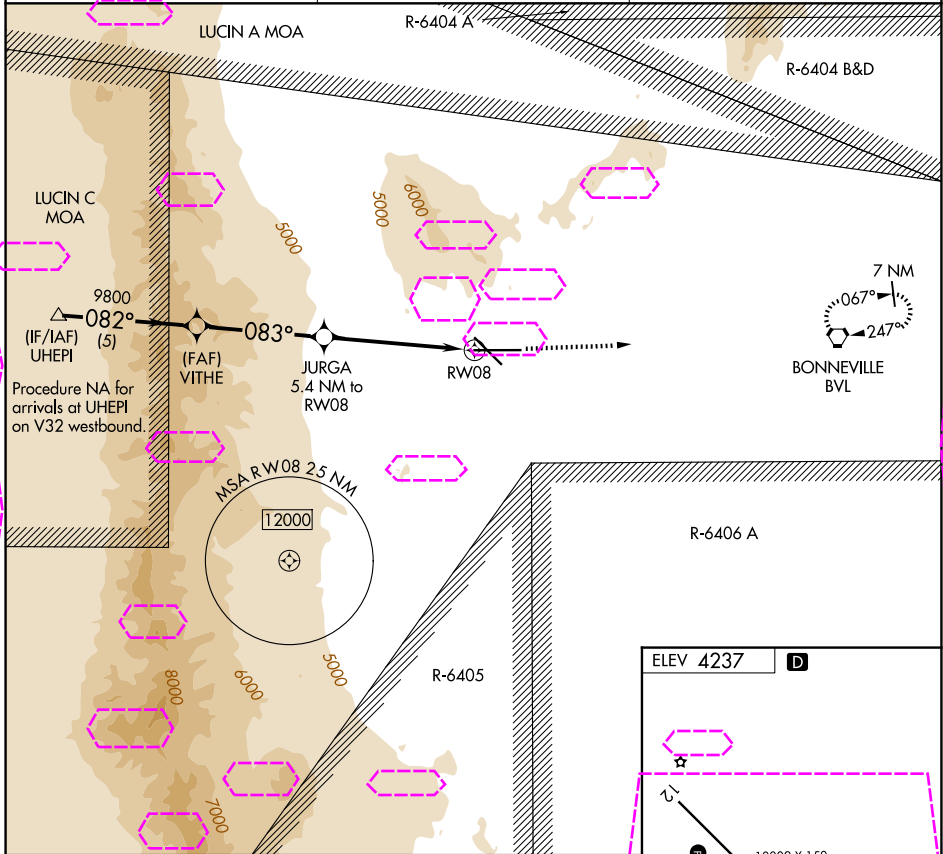 LUCIN A MOA
R-6404 A
R-6404 B&D
LUCIN C
MOA
5000
6000
5000
7 NM
067°
247°
BONNEVILLE
BVL
9800
082°
(5)
(IF/IAF)
UHEPI
(FAF)
VITHE
083°
JURGA
5.4 NM to
RW08
RW08
Procedure NA for
arrivals at UHEPI
on V32 westbound.
MSA RW08 25 NM
12000
R-6406 A
R-6405
5000
6000
8000
7000
ELEV 4237
D
12